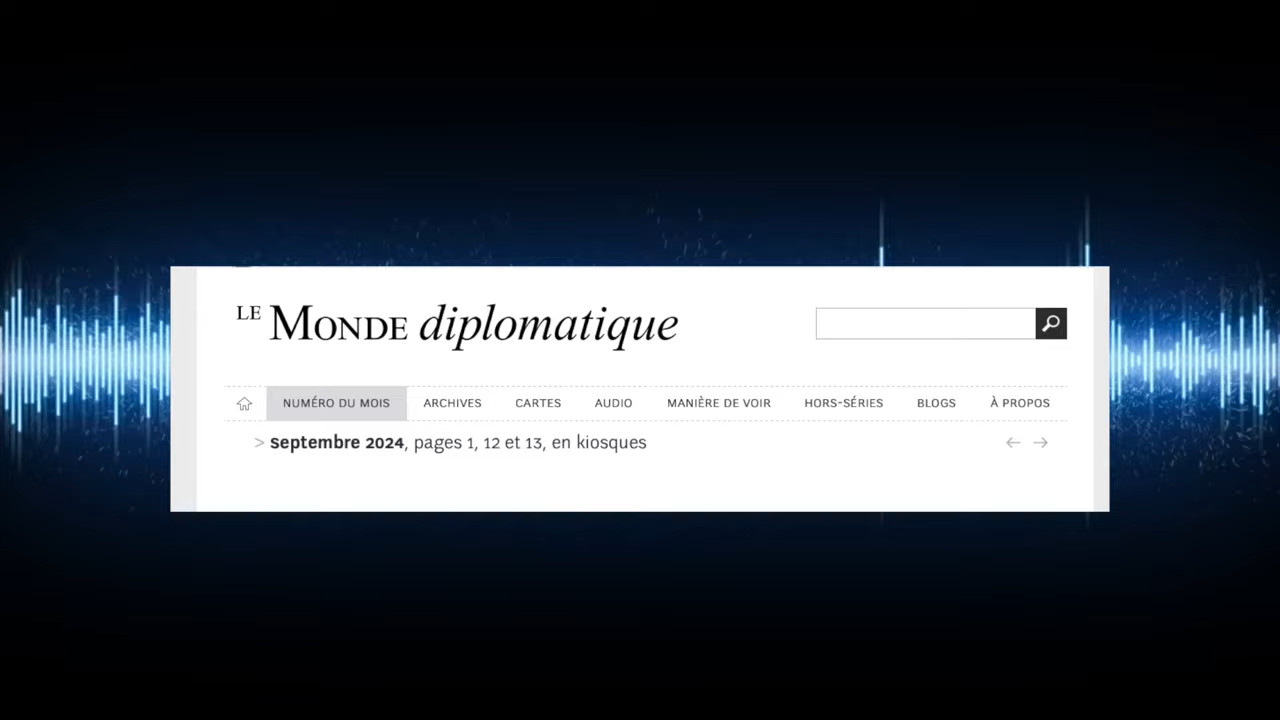 LE MONDE diplomatique
NUMÉRO DU MOIS ARCHIVES CARTES AUDIO MANIÈRE DE VOIR HORS-SÉRIES BLOGS À PROPOS
> Septembre 2024, pages 1, 12 et 13, en kiosques